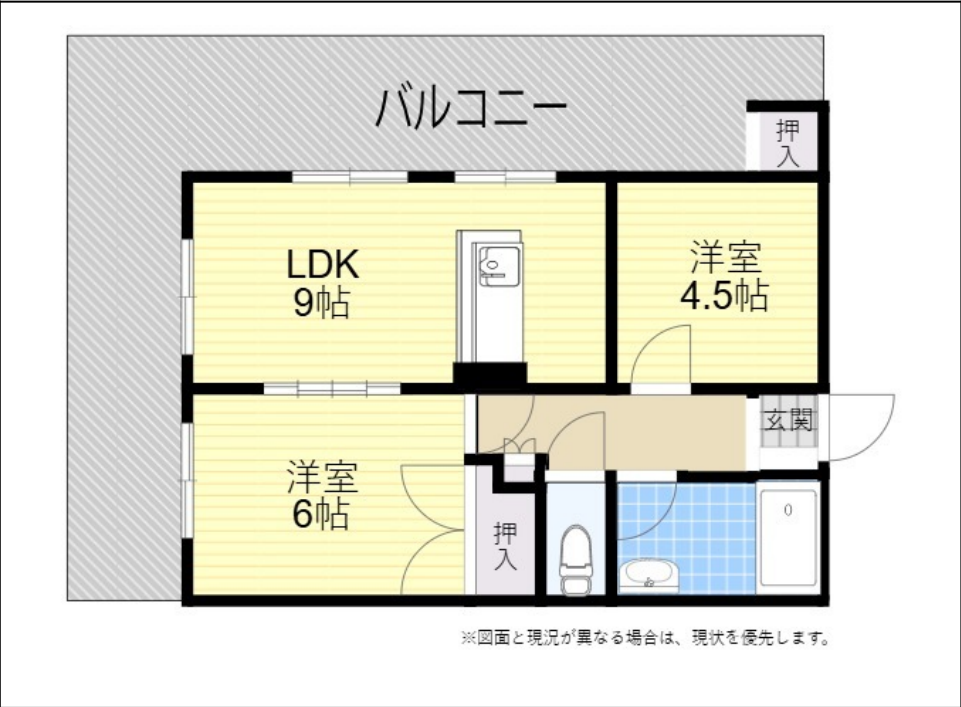 バルコニー
押
入
LDK
9帖
洋室
4.5帖
玄関
洋室
6帖
押
入
0
※図面と現況が異なる場合は、現状を優先します。